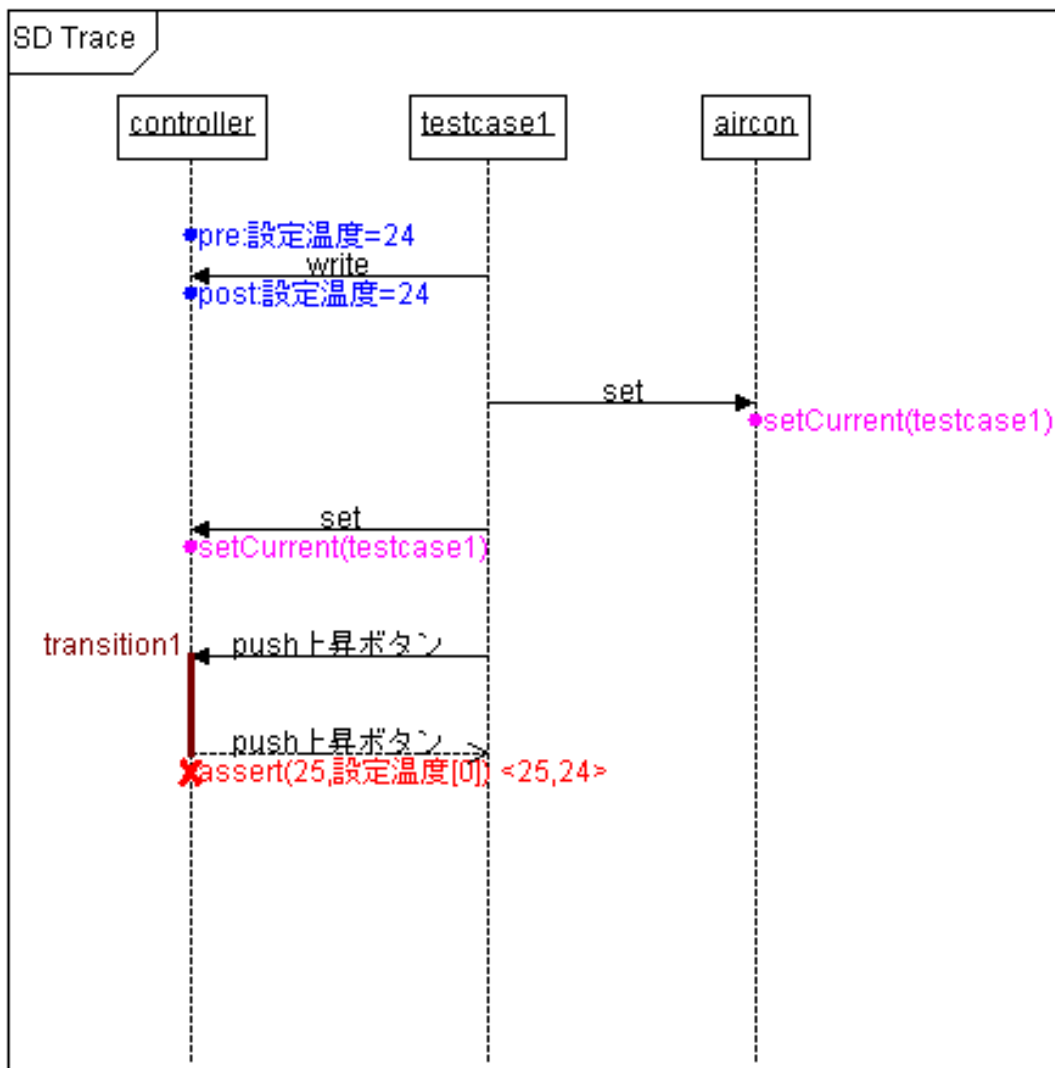 SD Trace
controller
testcase1
aircon
pre:設定温度=24
write
post:設定温度=24
set
setCurrent(testcase1)
set
setCurrent(testcase1)
transition1
push上昇ボタン
push上昇ボタン
assert(25,設定温度[0]) <25,24>